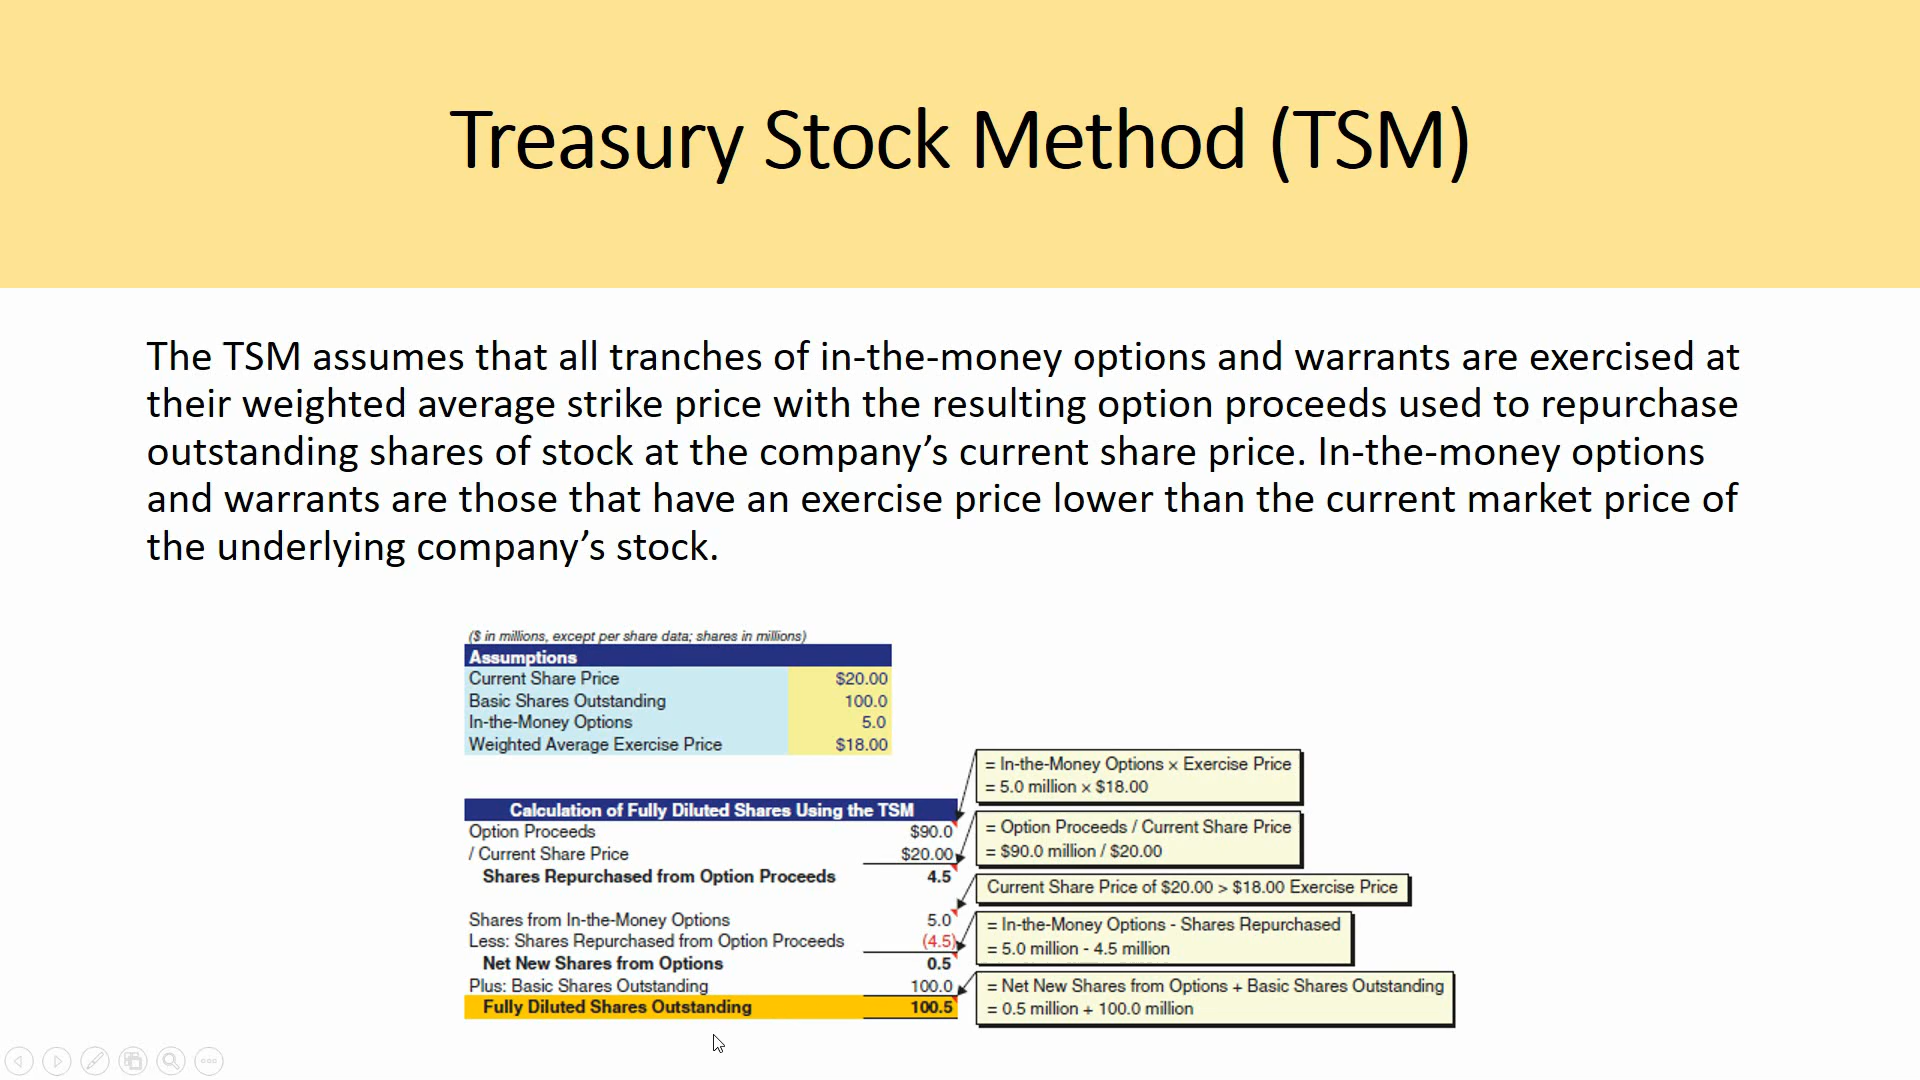 Treasury Stock Method (TSM)
The TSM assumes that all tranches of in-the-money options and warrants are exercised at
their weighted average strike price with the resulting option proceeds used to repurchase
outstanding shares of stock at the company’s current share price. In-the-money options
and warrants are those that have an exercise price lower than the current market price of
the underlying company’s stock.
($ in millions, except per share data; shares in millions)
Assumptions
Current Share Price $20.00
Basic Shares Outstanding 100.0
In-the-Money Options 5.0
Weighted Average Exercise Price $18.00
Calculation of Fully Diluted Shares Using the TSM
Option Proceeds $90.0
/ Current Share Price $20.00
Shares Repurchased from Option Proceeds 4.5
Shares from In-the-Money Options 5.0
Less: Shares Repurchased from Option Proceeds (4.5)
Net New Shares from Options 0.5
Plus: Basic Shares Outstanding 100.0
Fully Diluted Shares Outstanding 100.5
= In-the-Money Options × Exercise Price
= 5.0 million × $18.00
= Option Proceeds / Current Share Price
= $90.0 million / $20.00
Current Share Price of $20.00 > $18.00 Exercise Price
= In-the-Money Options - Shares Repurchased
= 5.0 million - 4.5 million
= Net New Shares from Options + Basic Shares Outstanding
= 0.5 million + 100.0 million